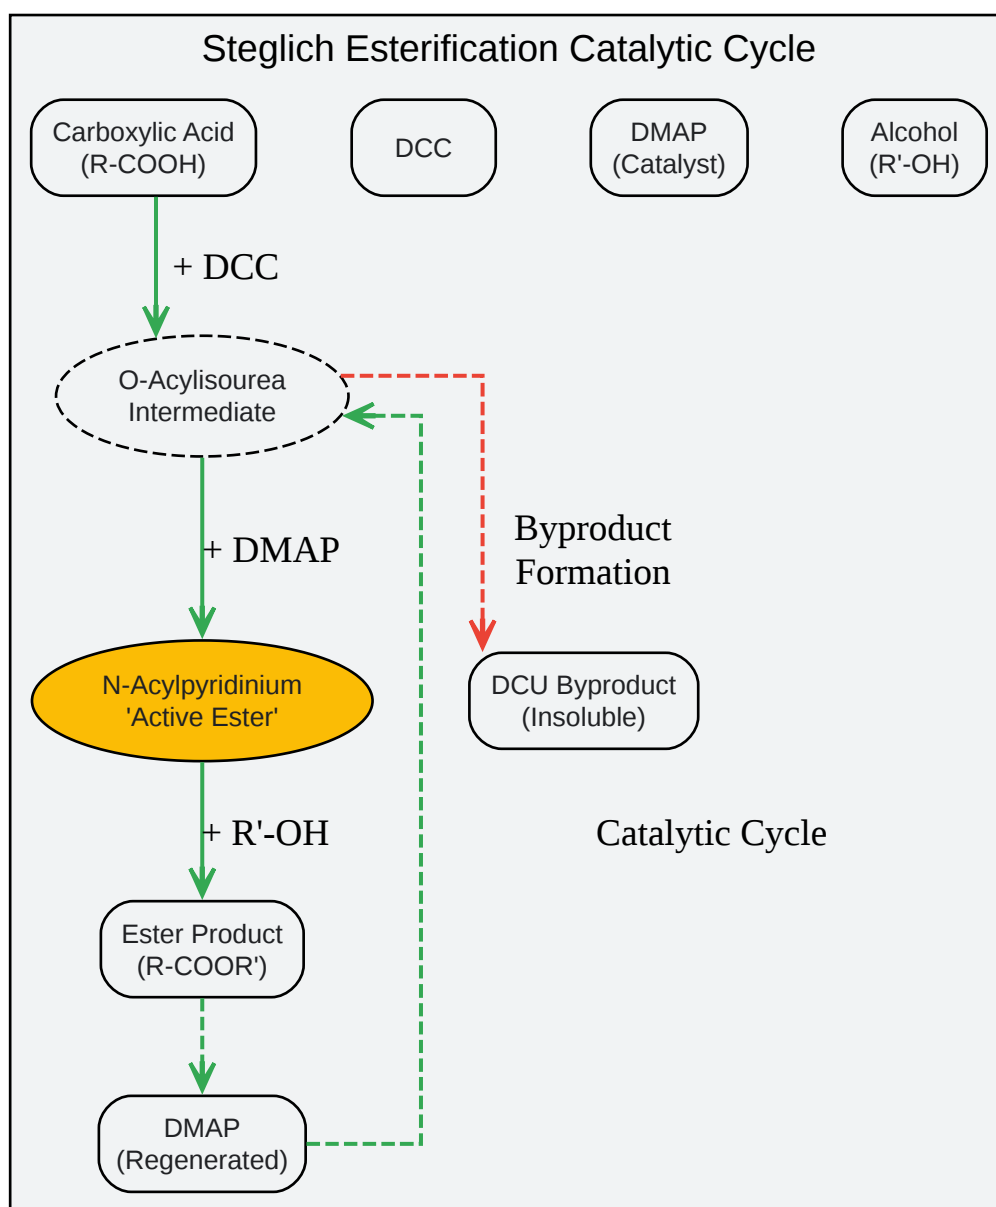 Steglich Esterification Catalytic Cycle
Carboxylic Acid
(R-COOH)
DCC
DMAP
(Catalyst)
Alcohol
(R'-OH)
+ DCC
O-Acylisourea
Intermediate
+ DMAP
Byproduct
Formation
N-Acylpyridinium
'Active Ester'
DCU Byproduct
(Insoluble)
+ R'-OH
Catalytic Cycle
Ester Product
(R-COOR')
DMAP
(Regenerated)